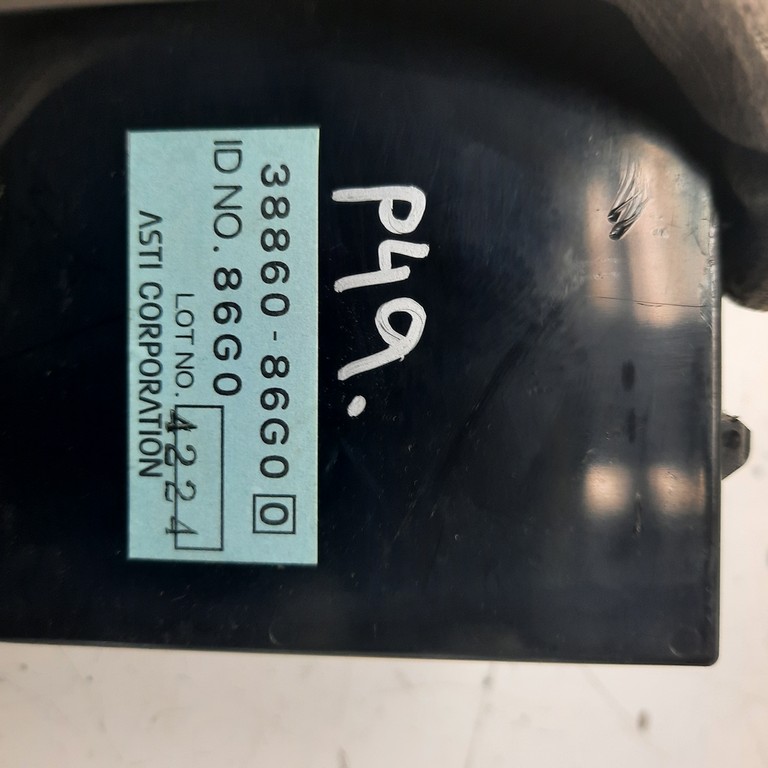 P49.
38860-86G0 0
ID NO. 86G0
LOT NO. 4224
ASTI CORPORATION